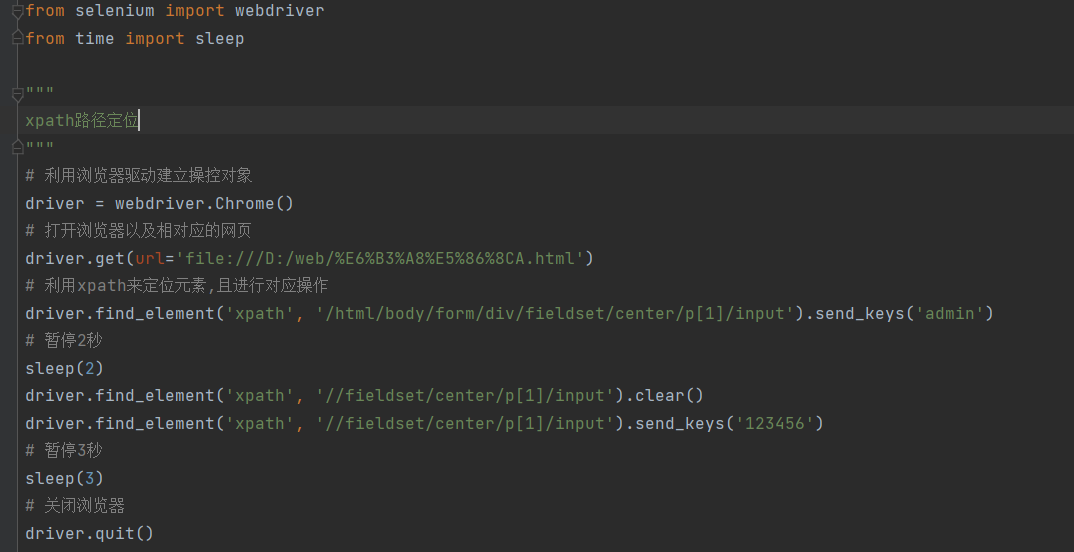 from selenium import webdriver
from time import sleep
"""
xpath路径定位
"""
# 利用浏览器驱动建立操控对象
driver = webdriver.Chrome()
# 打开浏览器以及相对应的网页
driver.get(url='file:///D:/web/%E6%B3%A8%E5%86%8CA.html')
# 利用xpath来定位元素,且进行对应操作
driver.find_element('xpath', '/html/body/form/div/fieldset/center/p[1]/input').send_keys('admin')
# 暂停2秒
sleep(2)
driver.find_element('xpath', '//fieldset/center/p[1]/input').clear()
driver.find_element('xpath', '//fieldset/center/p[1]/input').send_keys('123456')
# 暂停3秒
sleep(3)
# 关闭浏览器
driver.quit()